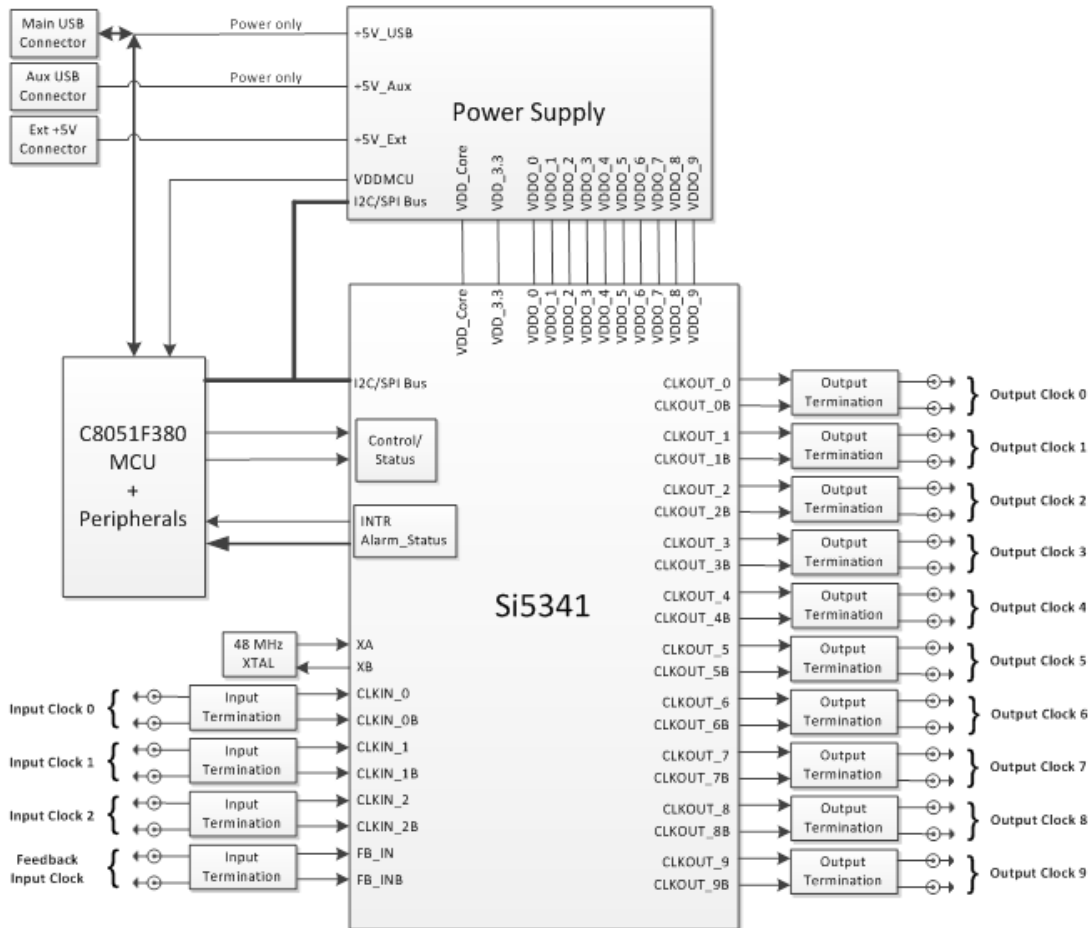 Main USB
Connector
Power only
+5V_USB
Aux USB
Connector
Power only
+5V_Aux
Ext +5V
Connector
+5V_Ext
Power Supply
VDDMCU
I2C/SPI Bus
VDD_Core
VDD_3.3
VDDO_0
VDDO_1
VDDO_2
VDDO_3
VDDO_4
VDDO_5
VDDO_6
VDDO_7
VDDO_8
VDDO_9
VDD_Core
VDD_3.3
VDDO_0
VDDO_1
VDDO_2
VDDO_3
VDDO_4
VDDO_5
VDDO_6
VDDO_7
VDDO_8
VDDO_9
C8051F380
MCU
+
Peripherals
I2C/SPI Bus
Control/
Status
INTR
Alarm_Status
Si5341
48 MHz
XTAL
XA
XB
Input Clock 0
Input
Termination
CLKIN_0
CLKIN_0B
Input Clock 1
Input
Termination
CLKIN_1
CLKIN_1B
Input Clock 2
Input
Termination
CLKIN_2
CLKIN_2B
Feedback
Input Clock
Input
Termination
FB_IN
FB_INB
CLKOUT_0
CLKOUT_0B
Output
Termination
Output Clock 0
CLKOUT_1
CLKOUT_1B
Output
Termination
Output Clock 1
CLKOUT_2
CLKOUT_2B
Output
Termination
Output Clock 2
CLKOUT_3
CLKOUT_3B
Output
Termination
Output Clock 3
CLKOUT_4
CLKOUT_4B
Output
Termination
Output Clock 4
CLKOUT_5
CLKOUT_5B
Output
Termination
Output Clock 5
CLKOUT_6
CLKOUT_6B
Output
Termination
Output Clock 6
CLKOUT_7
CLKOUT_7B
Output
Termination
Output Clock 7
CLKOUT_8
CLKOUT_8B
Output
Termination
Output Clock 8
CLKOUT_9
CLKOUT_9B
Output
Termination
Output Clock 9